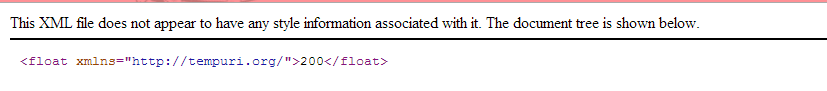 This XML file does not appear to have any style information associated with it. The document tree is shown below.
<float xmlns="http://tempuri.org/">200</float>